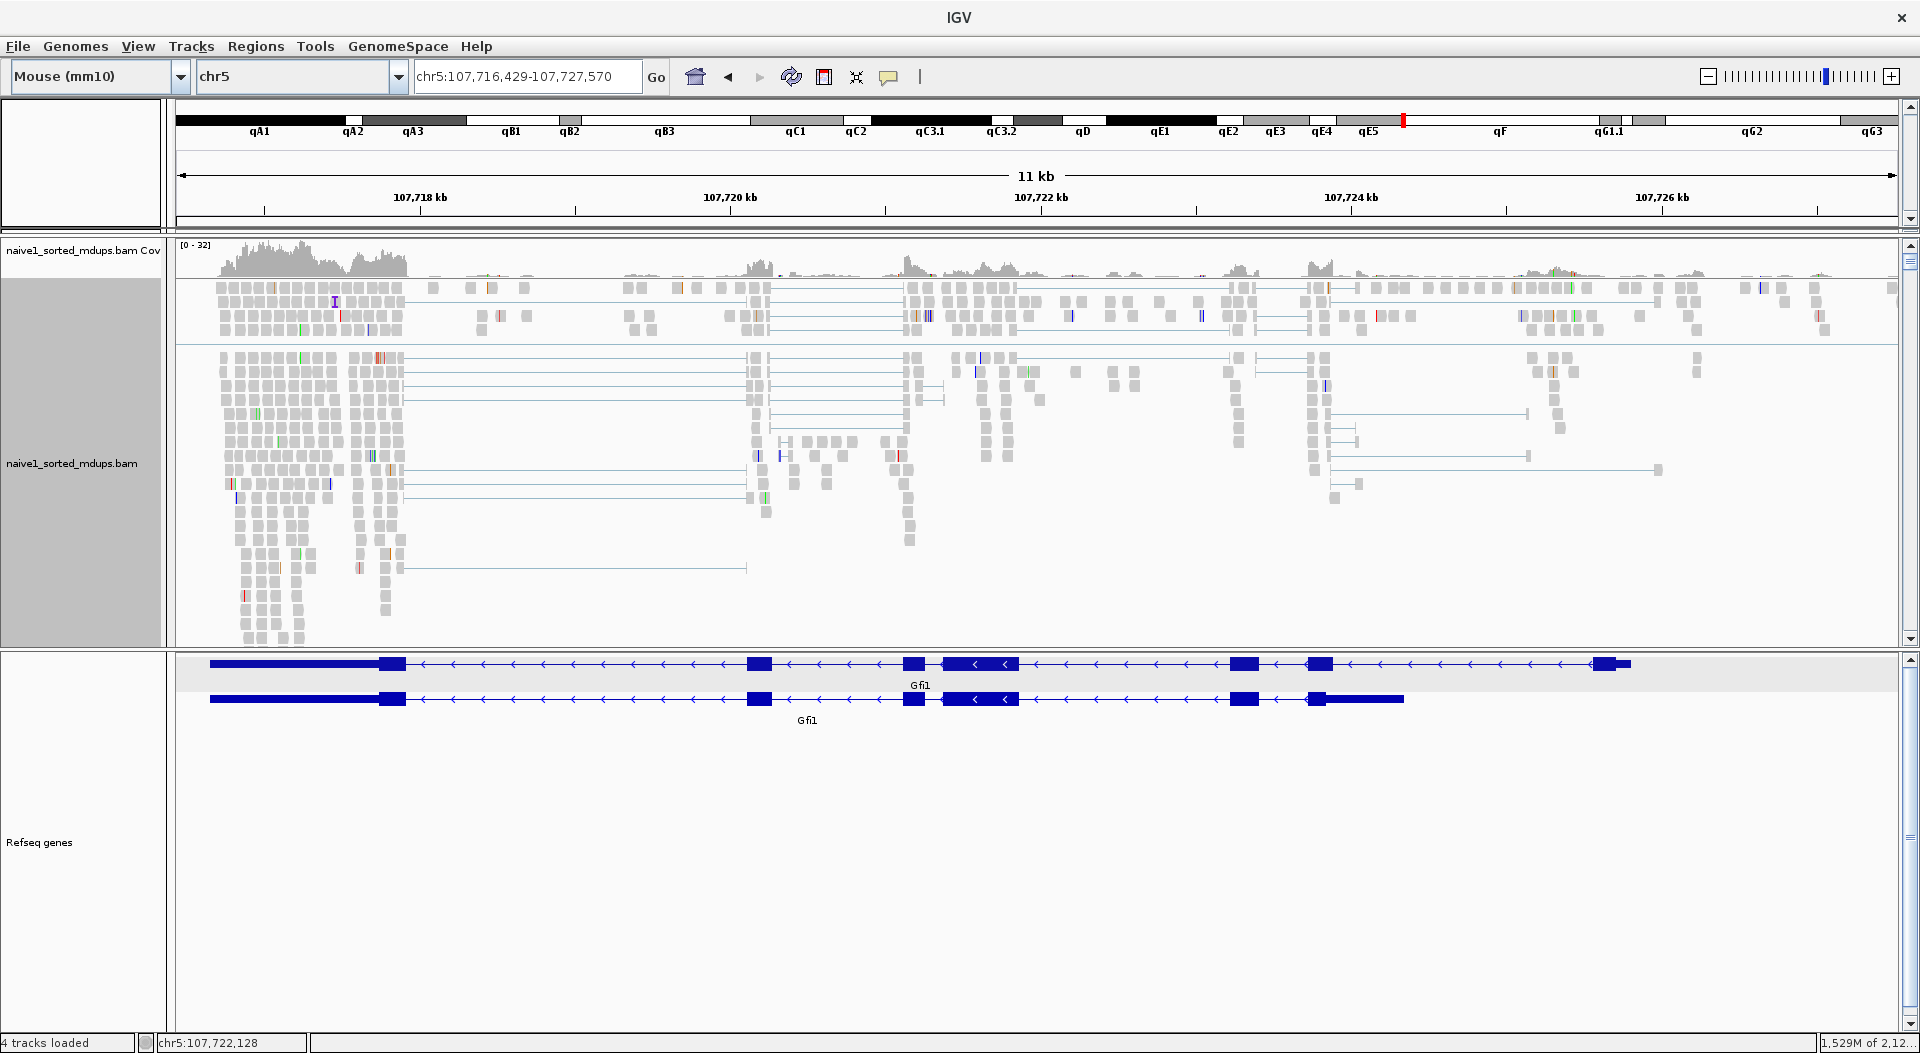 IGV
File Genomes View Tracks Regions Tools GenomeSpace Help
Mouse (mm10) chr5 chr5:107,716,429-107,727,570 Go
qA1 qA2 qA3 qB1 qB2 qB3 qC1 qC2 qC3.1 qC3.2 qD qE1 qE2 qE3 qE4 qE5 qF qG1.1 qG2 qG3
11 kb
107,718 kb 107,720 kb 107,722 kb 107,724 kb 107,726 kb
naive1_sorted_mdups.bam Cov [0 - 32]
naive1_sorted_mdups.bam
Gfi1
Gfi1
Refseq genes
4 tracks loaded chr5:107,722,128 1,529M of 2,12...